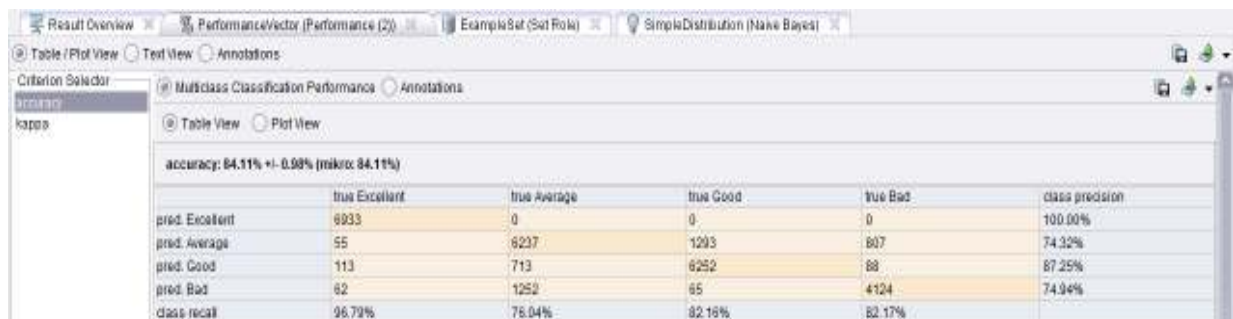 Result Overview PerformanceVector (Performance (2)) ExampleSet (Set Role) SimpleDistribution (Naive Bayes)
Table / Plot View Text View Annotations
Criterion Selector
accuracy
kappa
Multiclass Classification Performance Annotations
Table View Plot View
accuracy: 84.11% +/- 0.98% (mikro: 84.11%)
true Excellent true Average true Good true Bad class precision
pred. Excellent 6933 0 0 0 100.00%
pred. Average 55 6237 1293 807 74.32%
pred. Good 113 713 6252 88 87.25%
pred. Bad 62 1252 65 4124 74.94%
class recall 96.79% 76.04% 82.16% 82.17%